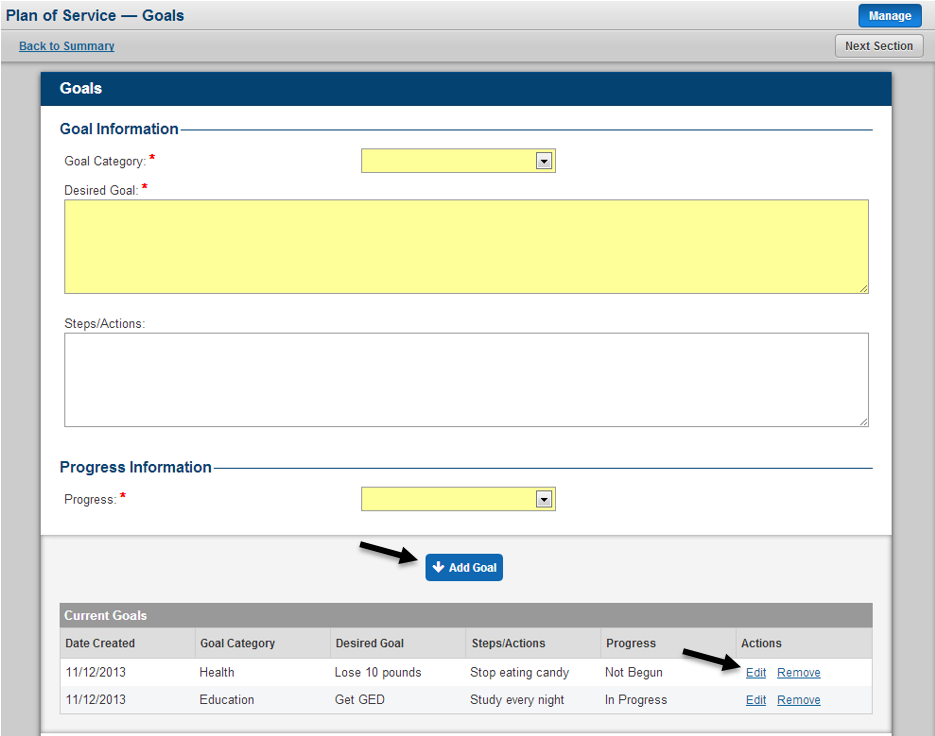 Plan of Service — Goals
Manage
Back to Summary
Next Section
Goals
Goal Information
Goal Category: *
Desired Goal: *
Steps/Actions:
Progress Information
Progress: *
Add Goal
Current Goals
Date Created Goal Category Desired Goal Steps/Actions Progress Actions
11/12/2013 Health Lose 10 pounds Stop eating candy Not Begun Edit Remove
11/12/2013 Education Get GED Study every night In Progress Edit Remove